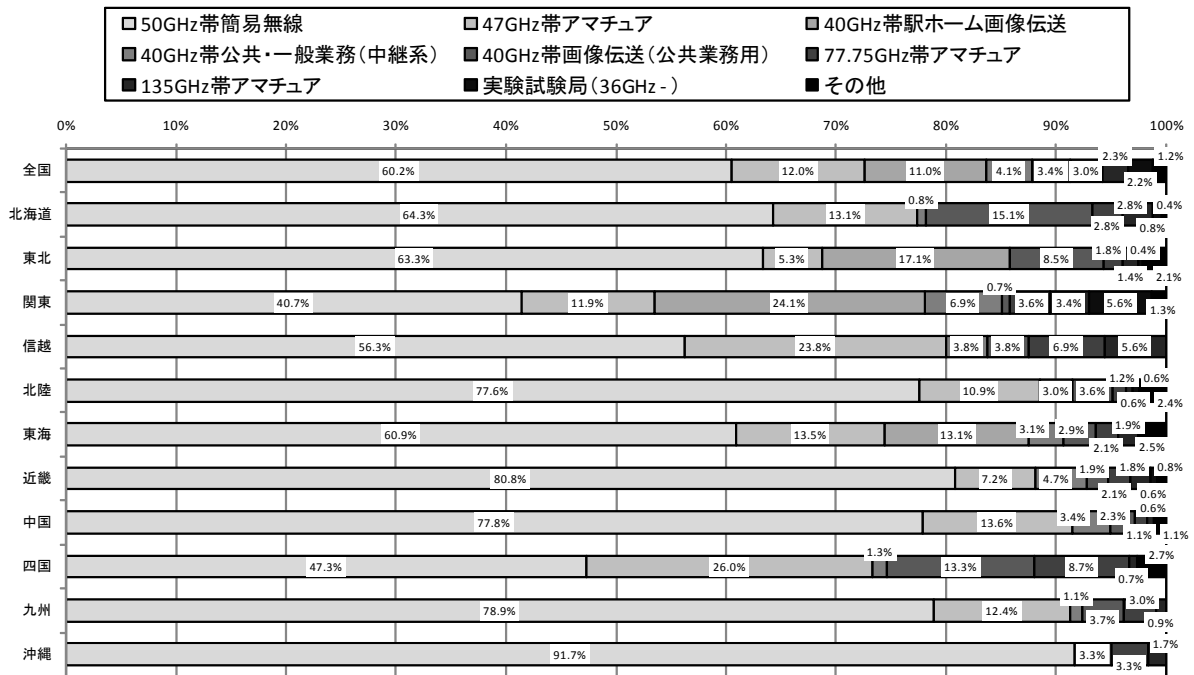 50GHz帯簡易無線 47GHz帯アマチュア 40GHz帯駅ホーム画像伝送
40GHz帯公共・一般業務(中継系) 40GHz帯画像伝送(公共業務用) 77.75GHz帯アマチュア
135GHz帯アマチュア 実験試験局(36GHz-) その他
0% 10% 20% 30% 40% 50% 60% 70% 80% 90% 100%
全国 60.2% 12.0% 11.0% 4.1% 3.4% 3.0% 2.3% 2.2% 1.2%
北海道 64.3% 13.1% 0.8% 15.1% 2.8% 2.8% 0.8% 0.4%
東北 63.3% 5.3% 17.1% 8.5% 1.8% 1.4% 0.4% 2.1%
関東 40.7% 11.9% 24.1% 6.9% 0.7% 3.6% 3.4% 5.6% 1.3%
信越 56.3% 23.8% 3.8% 3.8% 6.9% 5.6%
北陸 77.6% 10.9% 3.0% 3.6% 1.2% 0.6% 0.6% 2.4%
東海 60.9% 13.5% 13.1% 3.1% 2.9% 2.1% 1.9% 2.5%
近畿 80.8% 7.2% 4.7% 1.9% 2.1% 1.8% 0.6% 0.8%
中国 77.8% 13.6% 3.4% 2.3% 1.1% 0.6% 1.1%
四国 47.3% 26.0% 1.3% 13.3% 8.7% 0.7% 2.7%
九州 78.9% 12.4% 1.1% 3.7% 3.0% 0.9%
沖縄 91.7% 3.3% 3.3% 1.7%